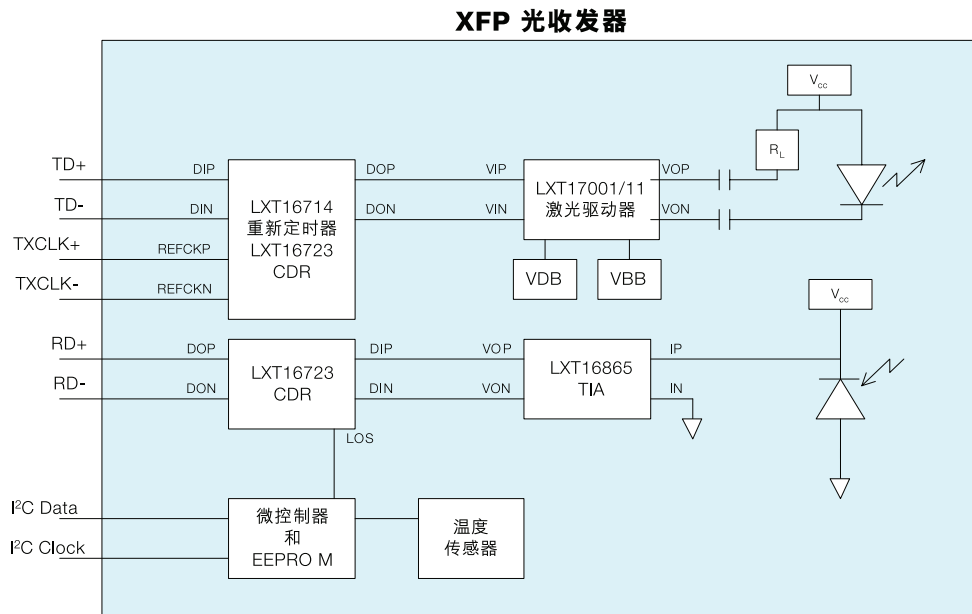 XFP 光收发器
V_cc
R_L
TD+
DIP
DOP
VIP
VOP
LXT16714
重新定时器
LXT16723
CDR
LXT17001/11
激光驱动器
TD-
DIN
DON
VIN
VON
TXCLK+
REFCKP
VDB
VBB
TXCLK-
REFCKN
V_cc
RD+
DOP
DIP
VOP
IP
LXT16723
CDR
LXT16865
TIA
RD-
DON
DIN
VON
IN
LOS
I²C Data
微控制器
和
EEPRO M
温度
传感器
I²C Clock